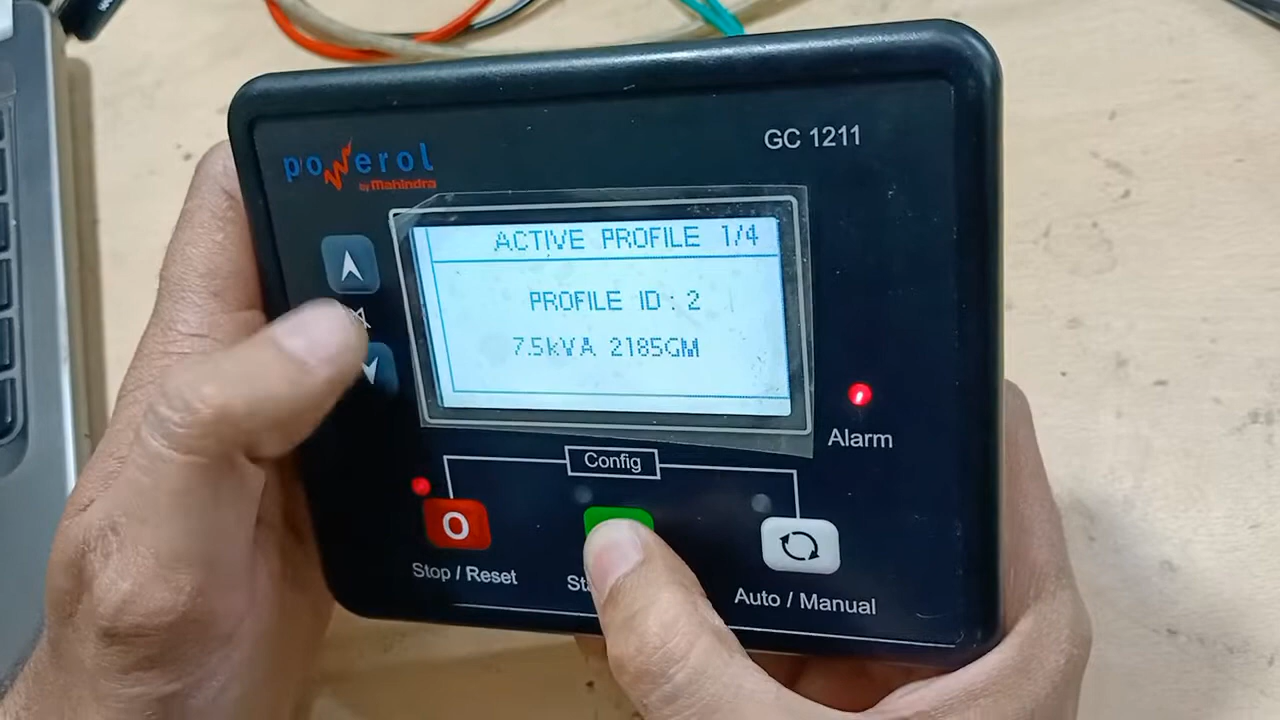 powerol
by Mahindra
GC 1211
ACTIVE PROFILE 1/4
PROFILE ID : 2
7.5kVA 2185GM
Alarm
Config
Stop / Reset
Auto / Manual